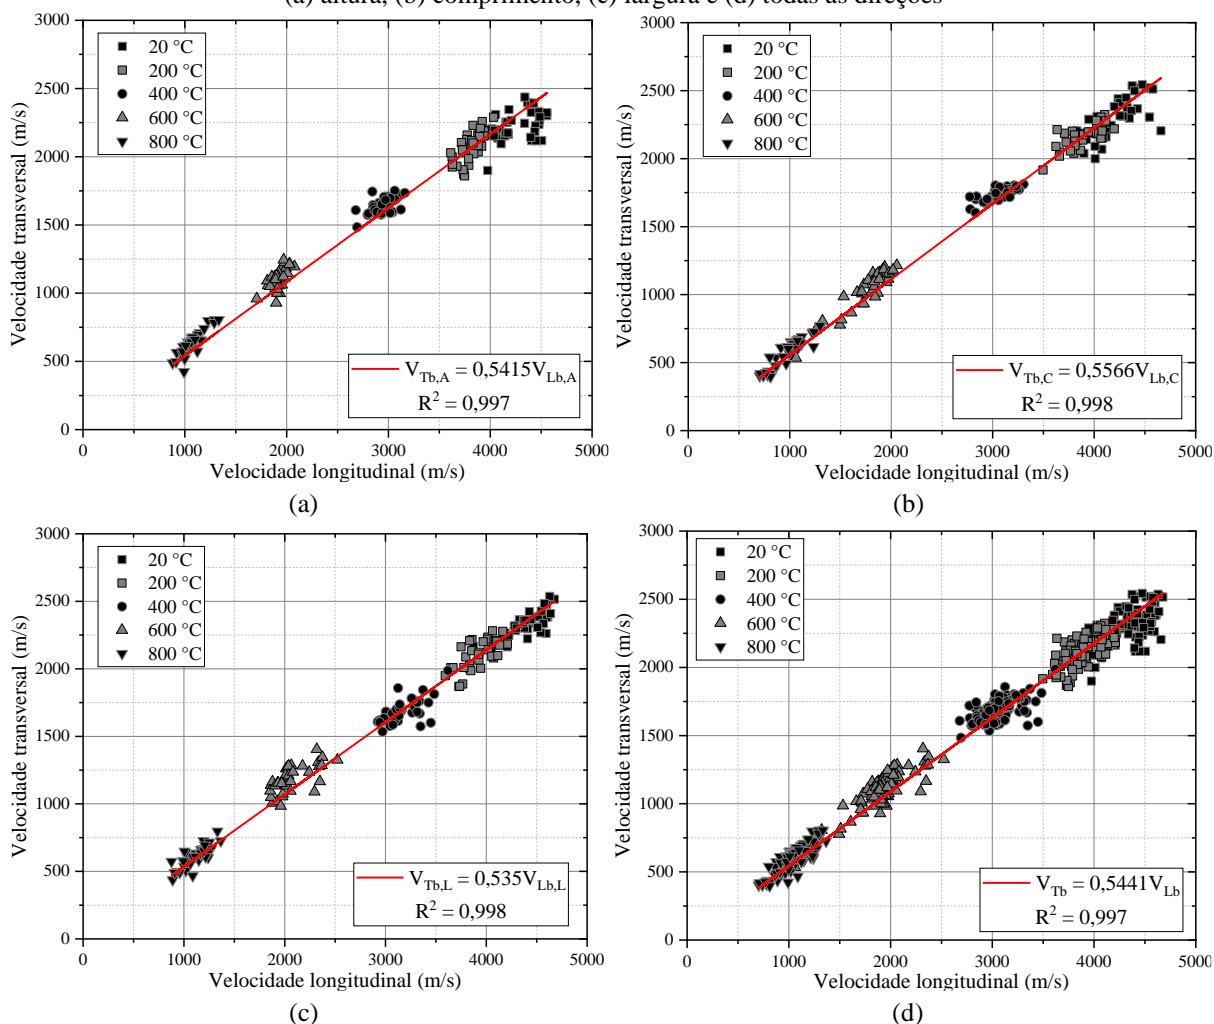 (a) altura, (b) comprimento, (c) largura e (d) todas as direções
3000
2500
2000
1500
1000
500
0
Velocidade transversal (m/s)
20 °C
200 °C
400 °C
600 °C
800 °C
V_Tb,A = 0,5415V_Lb,A
R² = 0,997
0 1000 2000 3000 4000 5000
Velocidade longitudinal (m/s)
(a)
3000
2500
2000
1500
1000
500
0
Velocidade transversal (m/s)
20 °C
200 °C
400 °C
600 °C
800 °C
V_Tb,C = 0,5566V_Lb,C
R² = 0,998
0 1000 2000 3000 4000 5000
Velocidade longitudinal (m/s)
(b)
3000
2500
2000
1500
1000
500
0
Velocidade transversal (m/s)
20 °C
200 °C
400 °C
600 °C
800 °C
V_Tb,L = 0,535V_Lb,L
R² = 0,998
0 1000 2000 3000 4000 5000
Velocidade longitudinal (m/s)
(c)
3000
2500
2000
1500
1000
500
0
Velocidade transversal (m/s)
20 °C
200 °C
400 °C
600 °C
800 °C
V_Tb = 0,5441V_Lb
R² = 0,997
0 1000 2000 3000 4000 5000
Velocidade longitudinal (m/s)
(d)